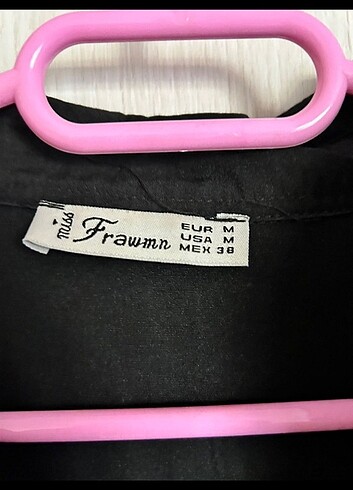 miss
Frawmn
EUR M
USA M
MEX 38